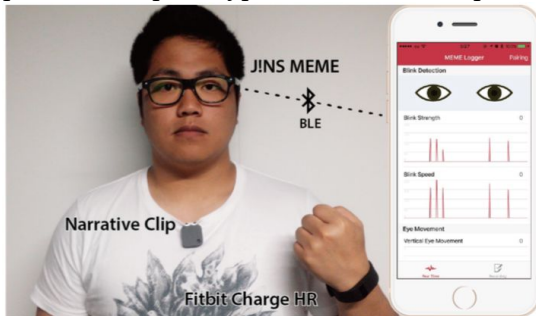 J!NS MEME
BLE
Narrative Clip
Fitbit Charge HR
MEME Logger
Pairing
Blink Detection
Blink Strength 0
Blink Speed 0
Eye Movement
Vertical Eye Movement 0